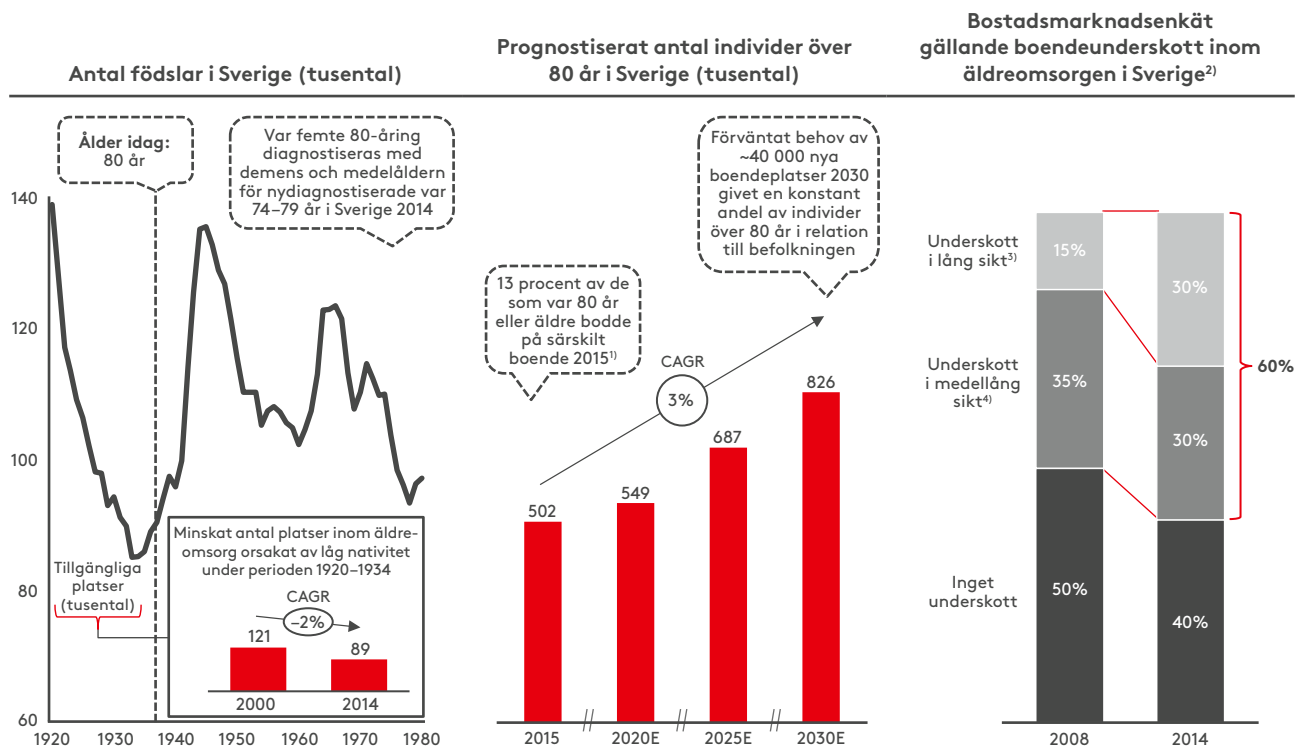 Antal födslar i Sverige (tusental)
Ålder idag:
80 år
Var femte 80-åring
diagnostiseras med
demens och medelåldern
för nydiagnostiserade var
74–79 år i Sverige 2014
140
120
100
80
60
Tillgängliga
platser
(tusental)
Minskat antal platser inom äldre-
omsorg orsakat av låg nativitet
under perioden 1920–1934
CAGR
–2%
121
89
2000
2014
1920
1930
1940
1950
1960
1970
1980
Prognostiserat antal individer över
80 år i Sverige (tusental)
13 procent av de
som var 80 år
eller äldre bodde
på särskilt
boende 2015¹⁾
Förväntat behov av
~40 000 nya
boendeplatser 2030
givet en konstant
andel av individer
över 80 år i relation
till befolkningen
CAGR
3%
502
549
687
826
2015
2020E
2025E
2030E
Bostadsmarknadsenkät
gällande boendeunderskott inom
äldreomsorgen i Sverige²⁾
Underskott
i lång sikt³⁾
15%
30%
Underskott
i medellång
sikt⁴⁾
35%
30%
60%
Inget
underskott
50%
40%
2008
2014